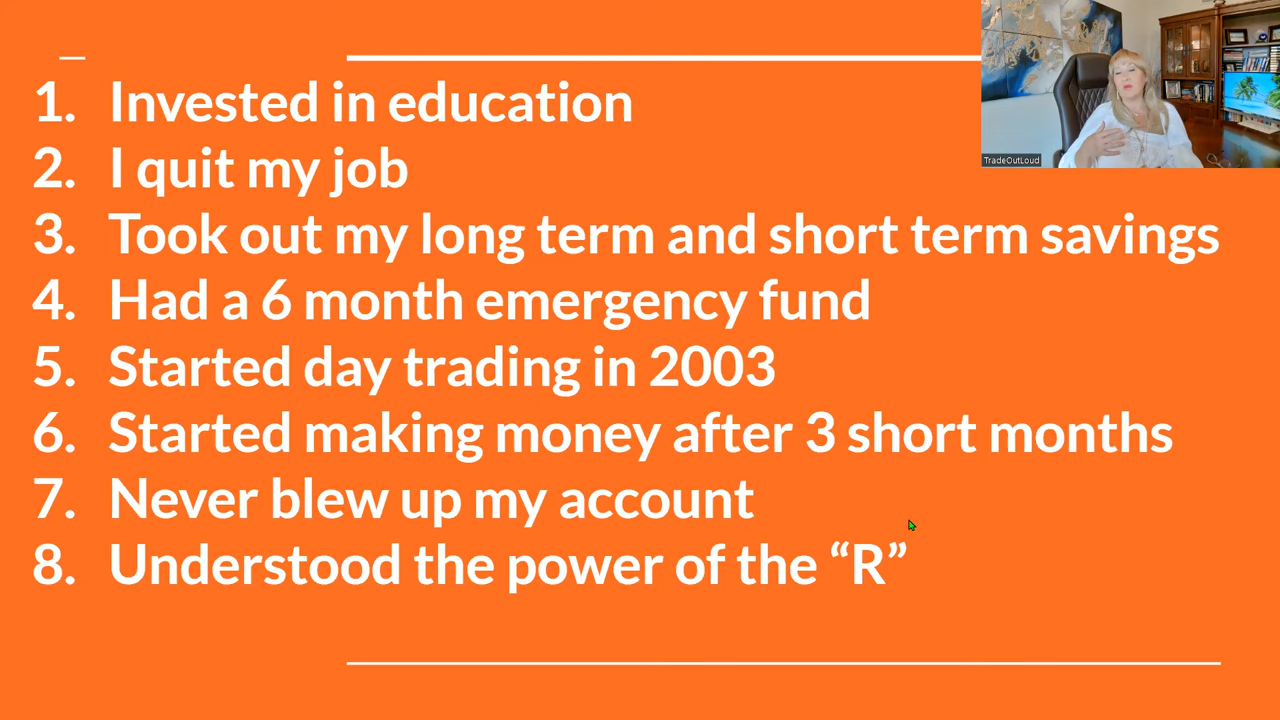 1. Invested in education
2. I quit my job
3. Took out my long term and short term savings
4. Had a 6 month emergency fund
5. Started day trading in 2003
6. Started making money after 3 short months
7. Never blew up my account
8. Understood the power of the “R”
TradeOutLoud